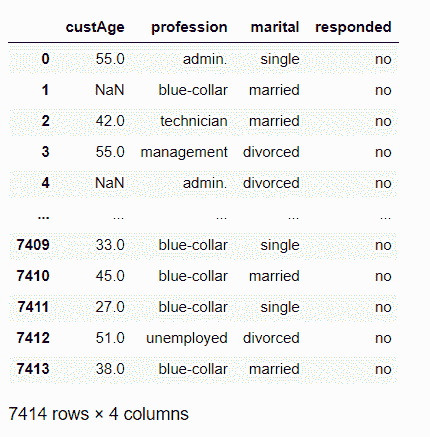 custAge profession marital responded
0 55.0 admin. single no
1 NaN blue-collar married no
2 42.0 technician married no
3 55.0 management divorced no
4 NaN admin. divorced no
... ... ... ... ...
7409 33.0 blue-collar single no
7410 45.0 blue-collar married no
7411 27.0 blue-collar single no
7412 51.0 unemployed divorced no
7413 38.0 blue-collar married no
7414 rows × 4 columns